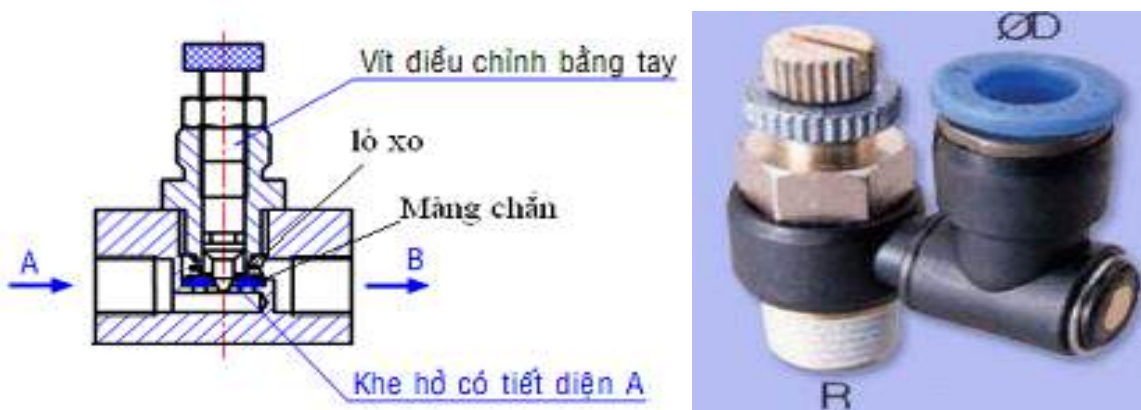 Vít điều chỉnh bằng tay
lò xo
Màng chắn
A
B
Khe hở có tiết diện A
ØD
R